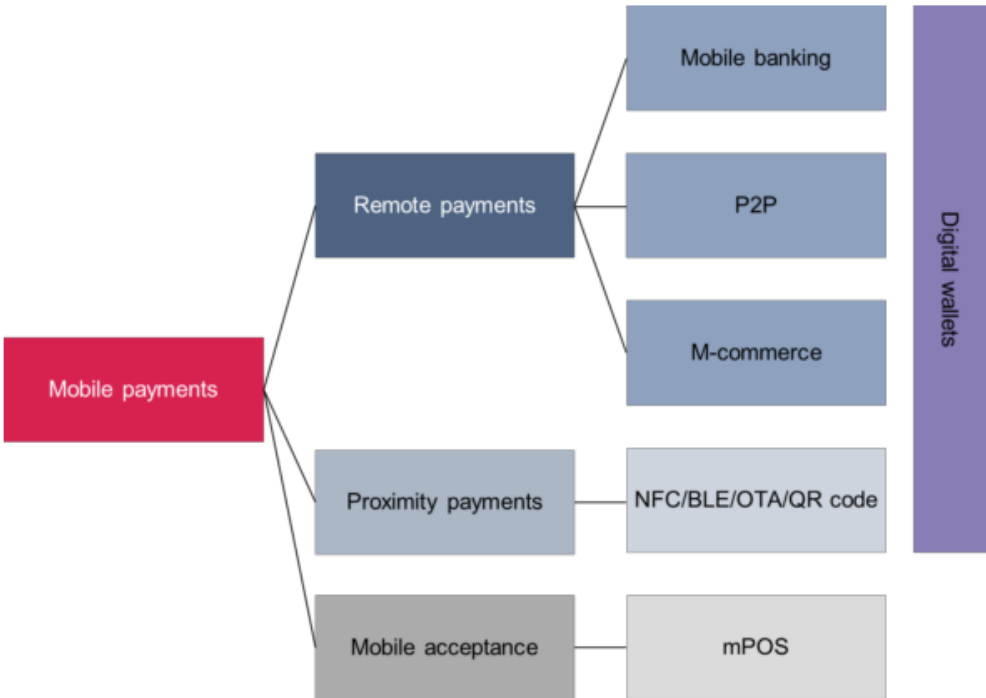 Mobile banking
Remote payments
P2P
Digital wallets
M-commerce
Mobile payments
Proximity payments
NFC/BLE/OTA/QR code
Mobile acceptance
mPOS